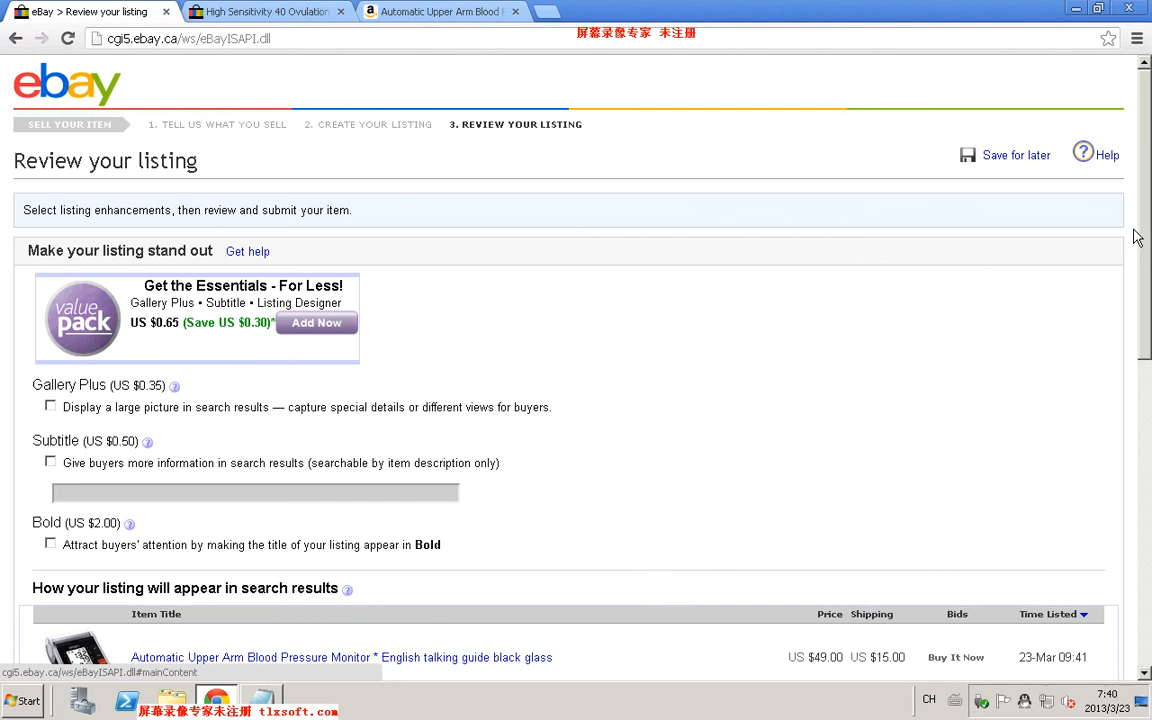 eBay > Review your listing
High Sensitivity 40 Ovulation
Automatic Upper Arm Blood P
cgi5.ebay.ca/ws/eBayISAPI.dll
屏幕录像专家 未注册
ebay
SELL YOUR ITEM 1. TELL US WHAT YOU SELL 2. CREATE YOUR LISTING 3. REVIEW YOUR LISTING
Review your listing
Save for later ? Help
Select listing enhancements, then review and submit your item.
Make your listing stand out Get help
value pack
Get the Essentials - For Less!
Gallery Plus • Subtitle • Listing Designer
US $0.65 (Save US $0.30)* Add Now
Gallery Plus (US $0.35) ?
Display a large picture in search results — capture special details or different views for buyers.
Subtitle (US $0.50) ?
Give buyers more information in search results (searchable by item description only)
Bold (US $2.00) ?
Attract buyers' attention by making the title of your listing appear in Bold
How your listing will appear in search results ?
Item Title Price Shipping Bids Time Listed
Automatic Upper Arm Blood Pressure Monitor * English talking guide black glass US $49.00 US $15.00 Buy It Now 23-Mar 09:41
cgi5.ebay.ca/ws/eBayISAPI.dll#mainContent
Start
CH
7:40
2013/3/23
屏幕录像专家未注册 tlxsoft.com